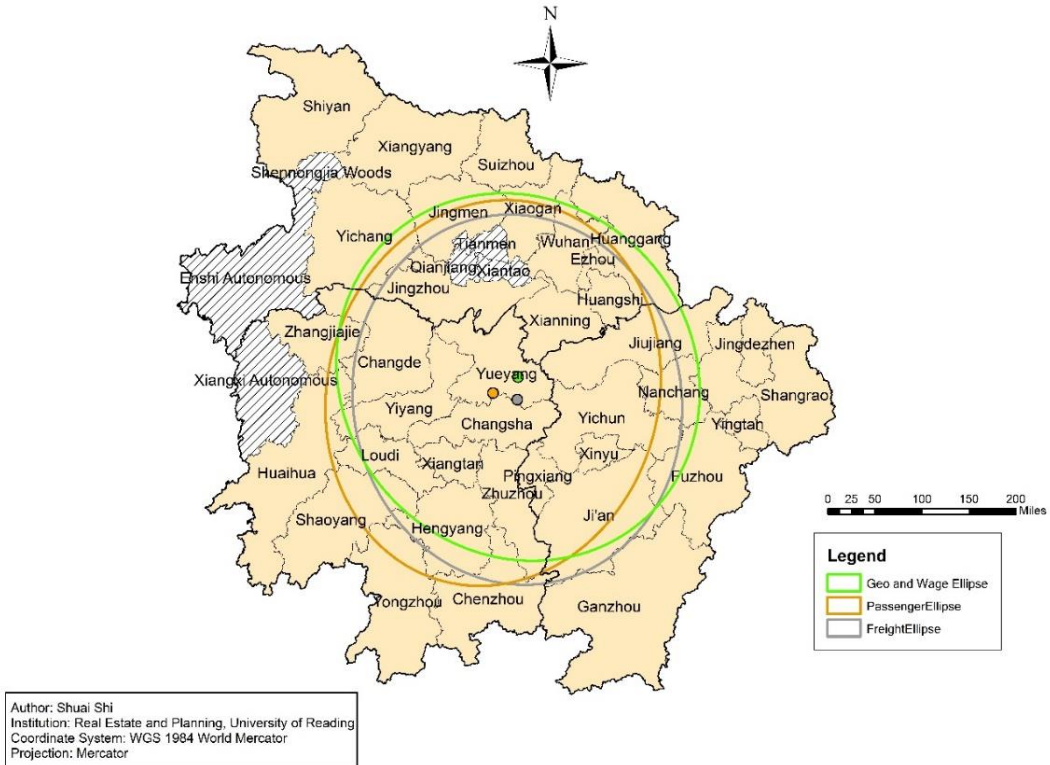 N
Shiyan
Xiangyang
Suizhou
Shennongjia Woods
Jingmen
Xiaogan
Yichang
Tianmen
Wuhan
Huanggang
Ezhou
Qianjiang
Xiantao
Enshi Autonomous
Jingzhou
Huangshi
Xianning
Zhangjiajie
Jiujiang
Jingdezhen
Changde
Yueyang
Xiangxi Autonomous
Nanchang
Shangrao
Yiyang
Yichun
Changsha
Yingtan
Loudi
Xiangtan
Xinyu
Huaihua
Pingxiang
Fuzhou
Zhuzhou
Shaoyang
Hengyang
Ji'an
Yongzhou
Chenzhou
Ganzhou
0 25 50 100 150 200
Miles
Legend
Geo and Wage Ellipse
PassengerEllipse
FreightEllipse
Author: Shuai Shi
Institution: Real Estate and Planning, University of Reading
Coordinate System: WGS 1984 World Mercator
Projection: Mercator